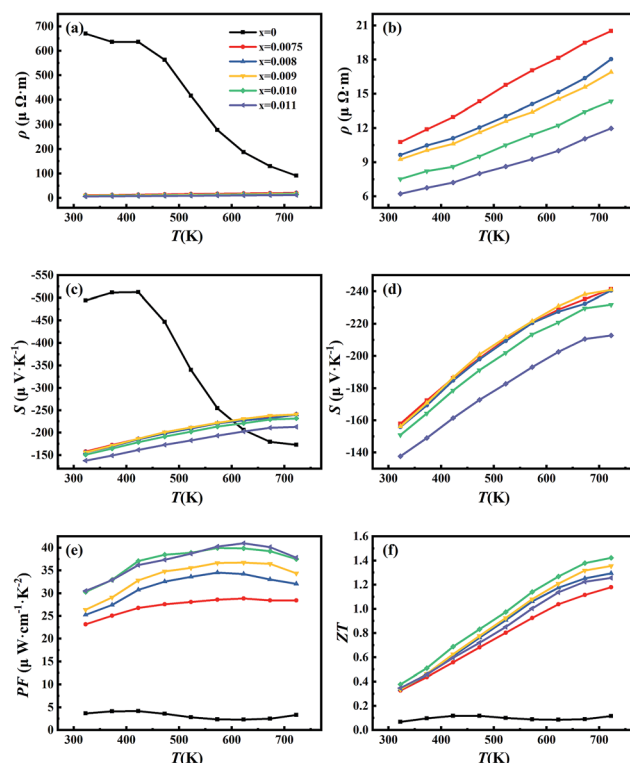 (a)
x=0
x=0.0075
x=0.008
x=0.009
x=0.010
x=0.011
700
600
500
400
300
200
100
0
ρ (μ Ω·m)
300 400 500 600 700
T(K)
(b)
21
18
15
12
9
6
ρ (μ Ω·m)
300 400 500 600 700
T(K)
(c)
-550
-500
-450
-400
-350
-300
-250
-200
-150
S (μ V·K⁻¹)
300 400 500 600 700
T(K)
(d)
-240
-220
-200
-180
-160
-140
S (μ V·K⁻¹)
300 400 500 600 700
T(K)
(e)
40
35
30
25
20
15
10
5
0
PF (μ W·cm⁻¹·K⁻²)
300 400 500 600 700
T(K)
(f)
1.6
1.4
1.2
1.0
0.8
0.6
0.4
0.2
0.0
ZT
300 400 500 600 700
T(K)